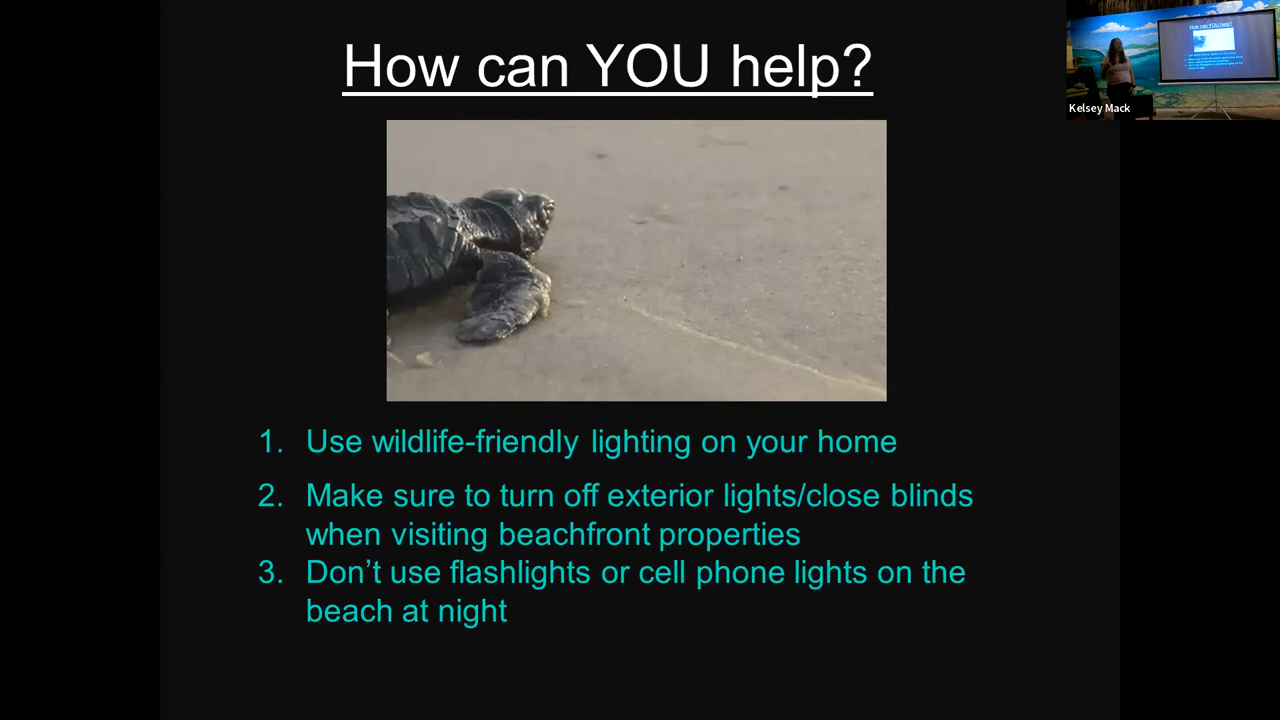 How can YOU help?
Kelsey Mack
1. Use wildlife-friendly lighting on your home
2. Make sure to turn off exterior lights/close blinds
when visiting beachfront properties
3. Don’t use flashlights or cell phone lights on the
beach at night